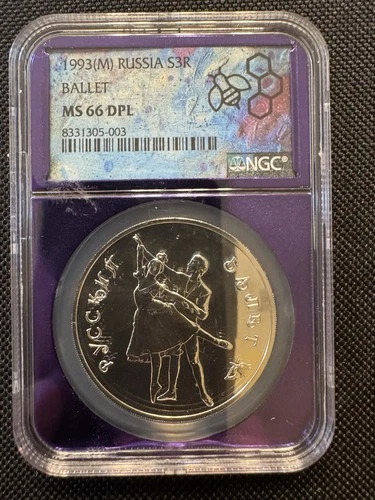 1993(M) RUSSIA S3R
BALLET
MS 66 DPL
8331305-003
NGC®
РУССКИЙ
БАЛЕТ